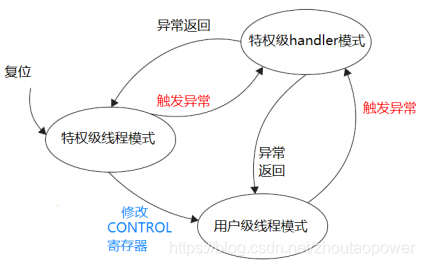 异常返回
特权级handler模式
复位
触发异常
触发异常
特权级线程模式
异常
返回
修改
CONTROL
寄存器
用户级线程模式
https://blog.csdn.net/zhoutaopower